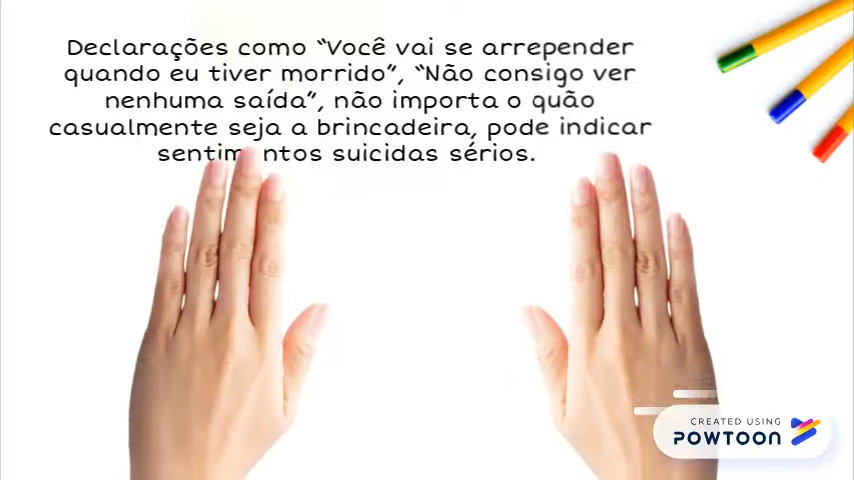 Declarações como “Você vai se arrepender
quando eu tiver morrido”, “Não consigo ver
nenhuma saída”, não importa o quão
casualmente seja a brincadeira, pode indicar
sentimentos suicidas sérios.
CREATED USING
POWTOON